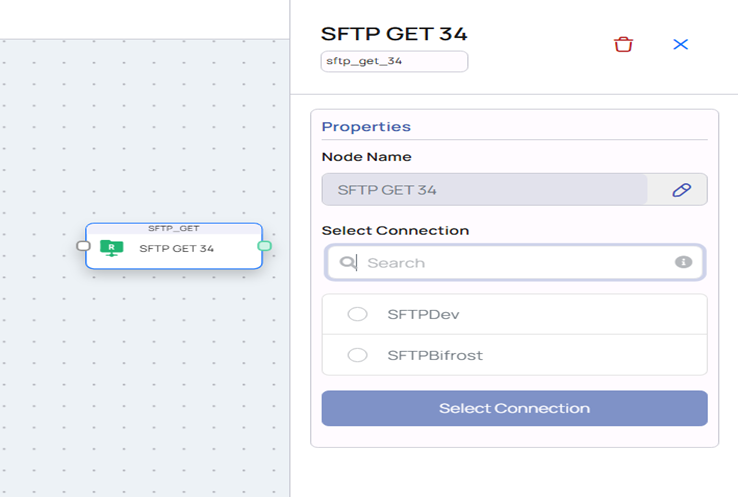 SFTP GET 34
sftp_get_34
Properties
Node Name
SFTP GET 34
Select Connection
Search
SFTPDev
SFTPBifrost
Select Connection
SFTP_GET
R
SFTP GET 34